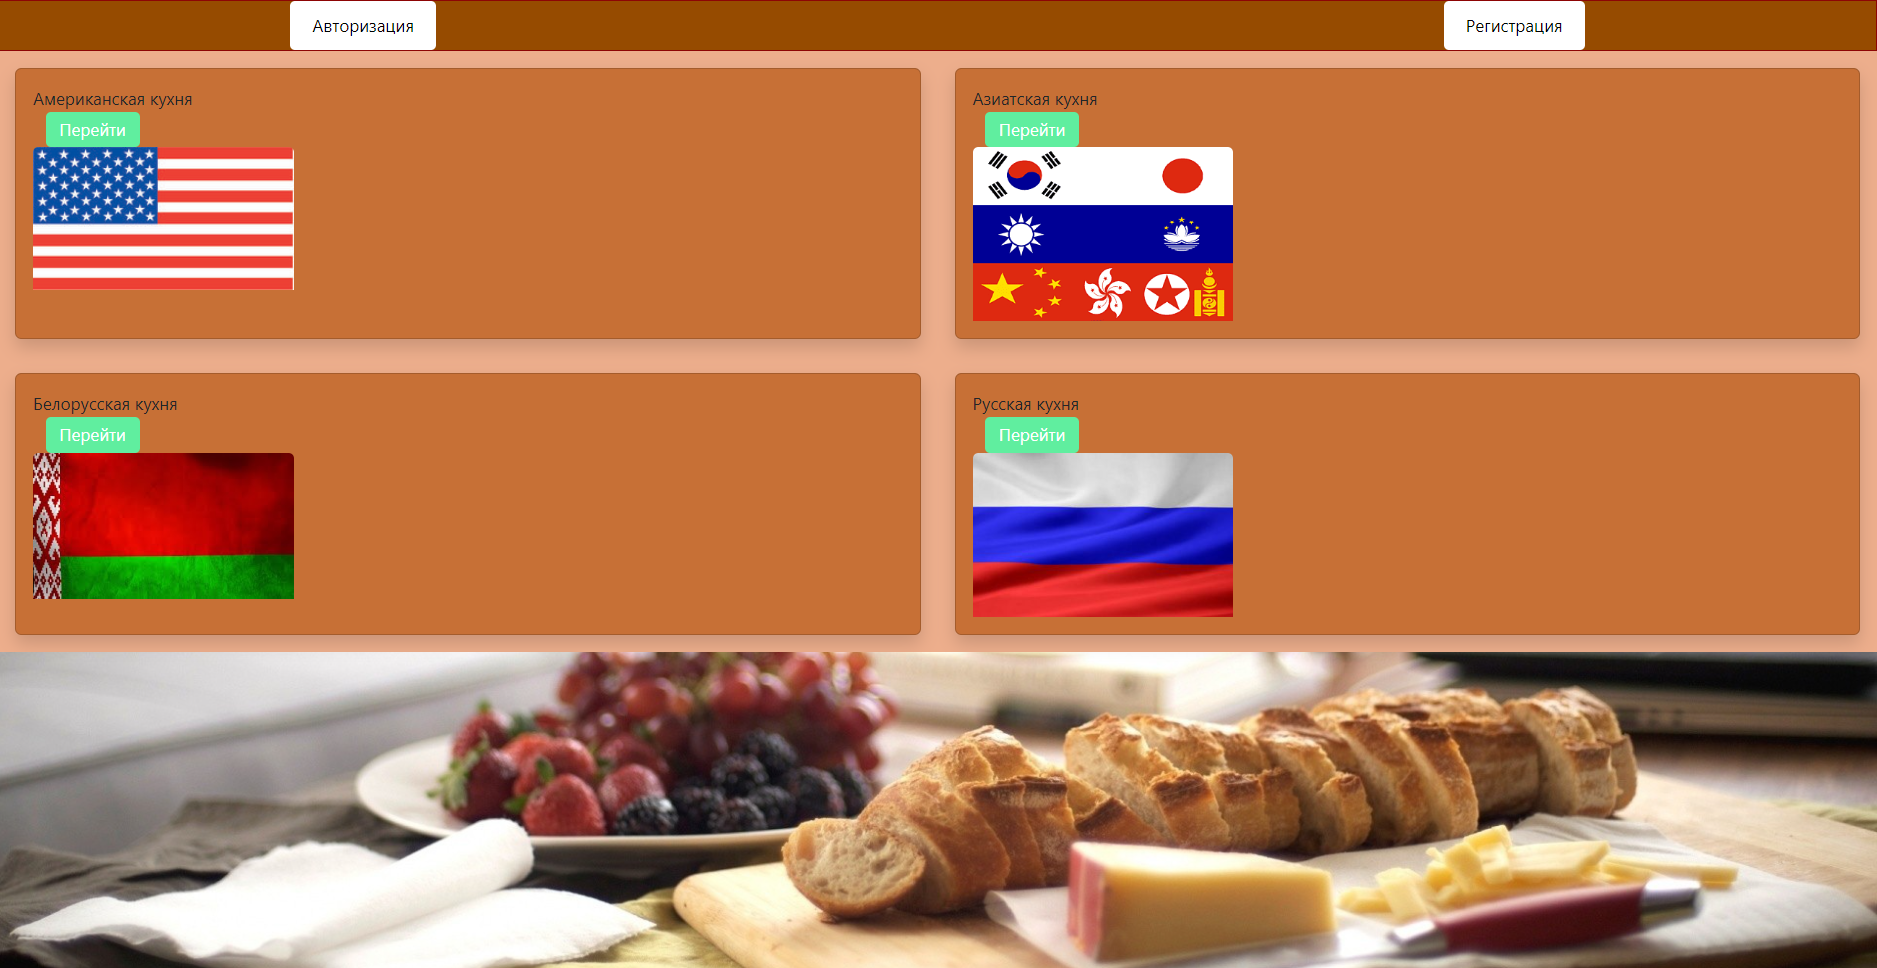 Авторизация
Регистрация
Американская кухня
Перейти
Азиатская кухня
Перейти
Белорусская кухня
Перейти
Русская кухня
Перейти